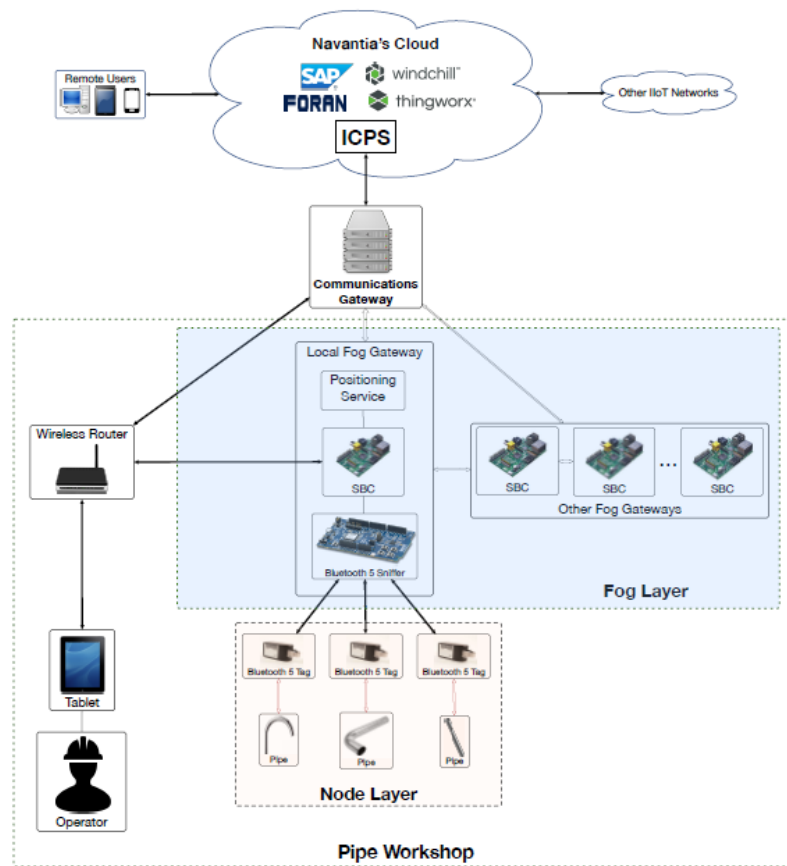 Navantia's Cloud
Remote Users
SAP
windchill™
FORAN
thingworx®
Other IIoT Networks
ICPS
Communications
Gateway
Local Fog Gateway
Positioning
Service
Wireless Router
SBC
SBC
SBC
...
SBC
Other Fog Gateways
Bluetooth 5 Sniffer
Fog Layer
Bluetooth 5 Tag
Bluetooth 5 Tag
Bluetooth 5 Tag
Tablet
Pipe
Pipe
Pipe
Node Layer
Operator
Pipe Workshop